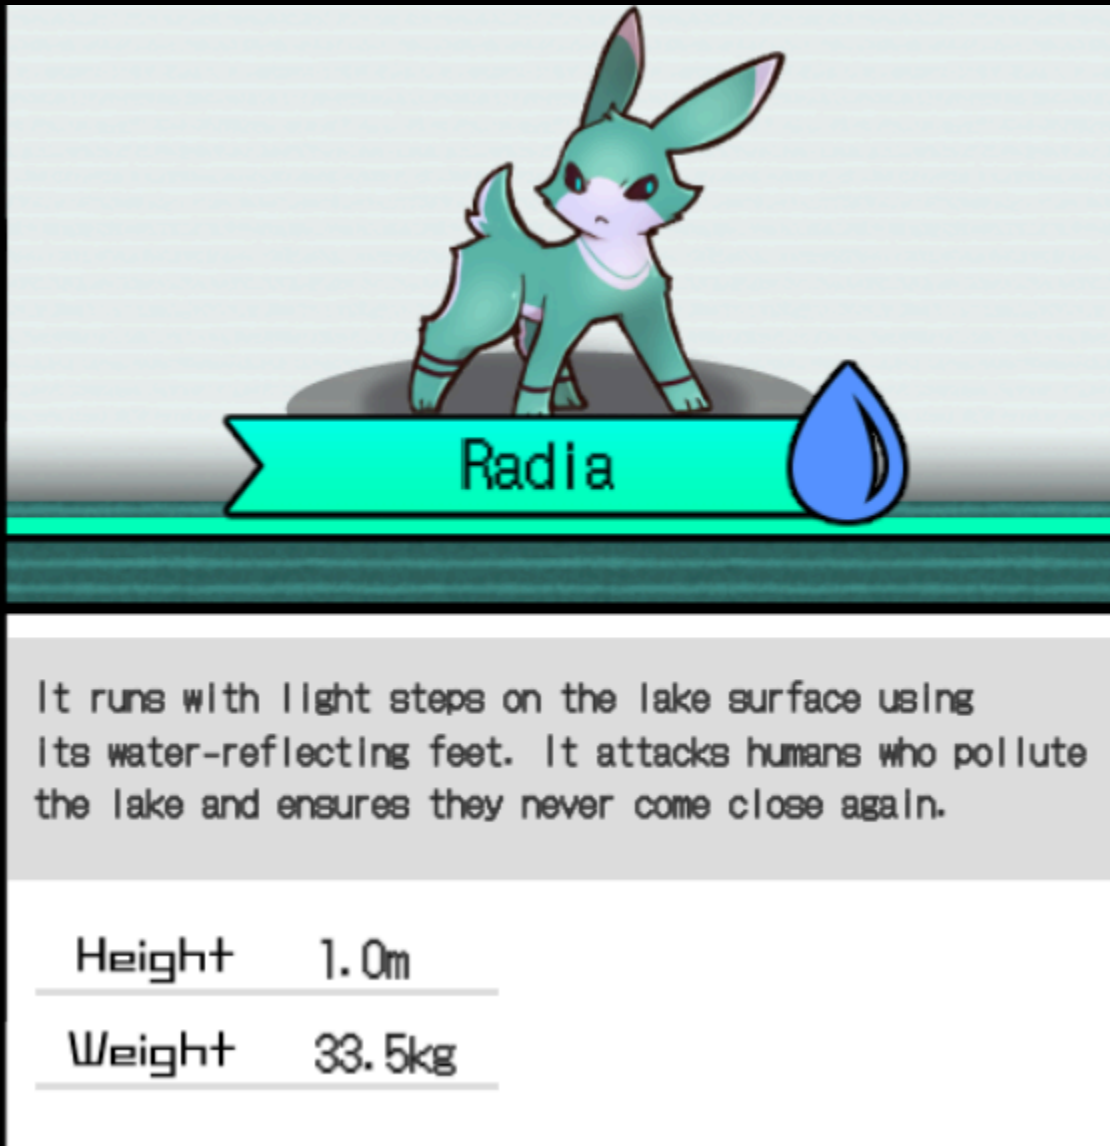 Radia
It runs with light steps on the lake surface using
its water-reflecting feet. It attacks humans who pollute
the lake and ensures they never come close again.
Height 1.0m
Weight 33.5kg